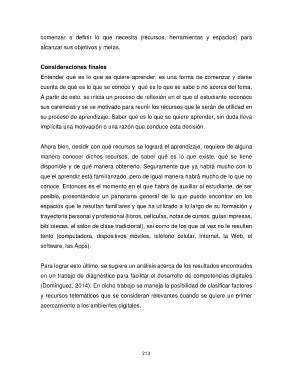 comenzar a definir lo que necesita (recursos, herramientas y espacios) para
alcanzar sus objetivos y metas.
Consideraciones finales
Entender qué es lo que se quiere aprender, es una forma de comenzar y darse
cuenta de qué es lo que se conoce y qué es lo que se sabe o no acerca del tema.
A partir de esto, se inicia un proceso de reflexión en el que el estudiante reconoce
sus carencias y se ve motivado para reunir los recursos que le serán de utilidad en
su proceso de aprendizaje. Saber qué es lo que se quiere aprender, sin duda lleva
implícita una motivación o una razón que conduce esta decisión.
Ahora bien, decidir con qué recursos se logrará el aprendizaje, requiere de alguna
manera conocer dichos recursos, de saber qué es lo que existe, qué se tiene
disponible y de qué manera obtenerlo. Seguramente que ya habrá mucho con lo
que el aprendiz está familiarizado, pero de igual manera habrá mucho de lo que no
conoce. Entonces es el momento en el que habrá de auxiliar al estudiante, de ser
posible, presentándole un panorama general de lo que puede encontrar en los
espacios que le resultan familiares y que ha utilizado a lo largo de su formación y
trayectoria personal y profesional (libros, películas, notas de cursos, guías impresas,
bibliotecas, el salón de clase tradicional), así como de los que tal vez no le resulten
tanto (computadora, dispositivos móviles, teléfono celular, Internet, la Web, el
software, las Apps).
Para lograr esto último, se sugiere un análisis acerca de los resultados encontrados
en un trabajo de diagnóstico para facilitar el desarrollo de competencias digitales
(Domínguez, 2014). En dicho trabajo se maneja la posibilidad de clasificar factores
y recursos telemáticos que se consideran relevantes cuando se quiere un primer
acercamiento a los ambientes digitales.
213